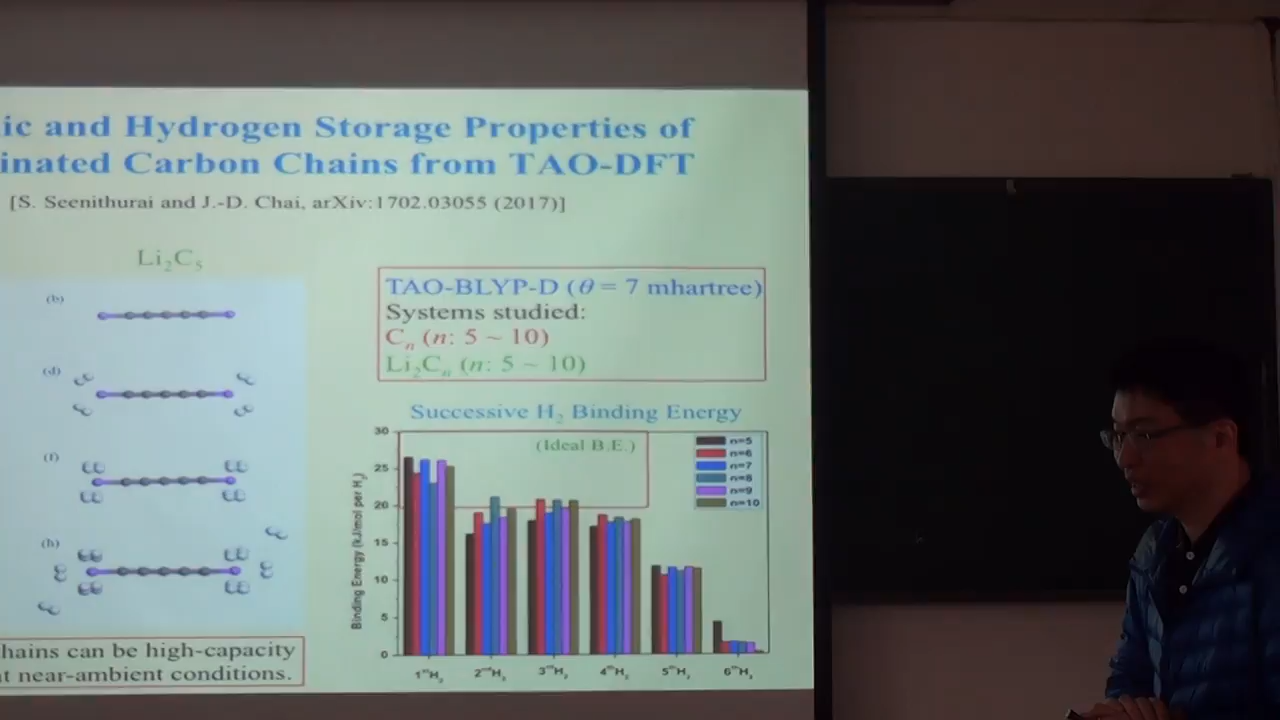 ic and Hydrogen Storage Properties of
inated Carbon Chains from TAO-DFT
[S. Seenithurai and J.-D. Chai, arXiv:1702.03055 (2017)]
Li₂C₅
(b)
(d)
(f)
(h)
hains can be high-capacity
at near-ambient conditions.
TAO-BLYP-D (θ = 7 mhartree)
Systems studied:
Cₙ (n: 5 ~ 10)
Li₂Cₙ (n: 5 ~ 10)
Successive H₂ Binding Energy
(Ideal B.E.)
n=5
n=6
n=7
n=8
n=9
n=10
Binding Energy (kJ/mol per H₂)
30
25
20
15
10
5
0
1ˢᵗH₂ 2ⁿᵈH₂ 3ʳᵈH₂ 4ᵗʰH₂ 5ᵗʰH₂ 6ᵗʰH₂